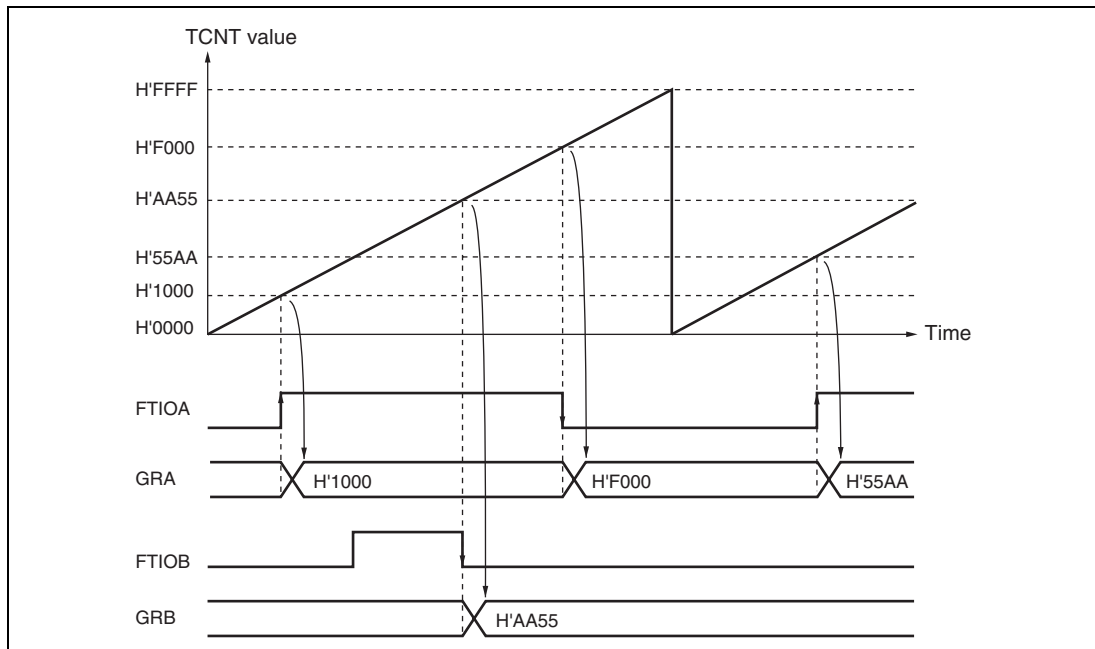 TCNT value
H'FFFF
H'F000
H'AA55
H'55AA
H'1000
H'0000
Time
FTIOA
GRA
H'1000
H'F000
H'55AA
FTIOB
GRB
H'AA55